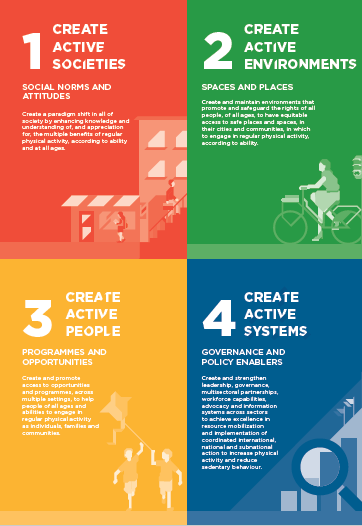 1
CREATE
ACTIVE
SOCIETIES
SOCIAL NORMS AND
ATTITUDES
Create a paradigm shift in all of
society by enhancing knowledge and
understanding of, and appreciation
for, the multiple benefits of regular
physical activity, according to ability
and at all ages.
2
CREATE
ACTIVE
ENVIRONMENTS
SPACES AND PLACES
Create and maintain environments that
promote and safeguard the rights of all
people, of all ages, to have equitable
access to safe places and spaces, in
their cities and communities, in which
to engage in regular physical activity,
according to ability.
3
CREATE
ACTIVE
PEOPLE
PROGRAMMES AND
OPPORTUNITIES
Create and promote
access to opportunities
and programmes, across
multiple settings, to help
people of all ages and
abilities to engage in
regular physical activity
as individuals, families and
communities.
4
CREATE
ACTIVE
SYSTEMS
GOVERNANCE AND
POLICY ENABLERS
Create and strengthen
leadership, governance,
multisectoral partnerships,
workforce capabilities,
advocacy and information
systems across sectors
to achieve excellence in
resource mobilization
and implementation of
coordinated international,
national and subnational
action to increase physical
activity and reduce
sedentary behaviour.